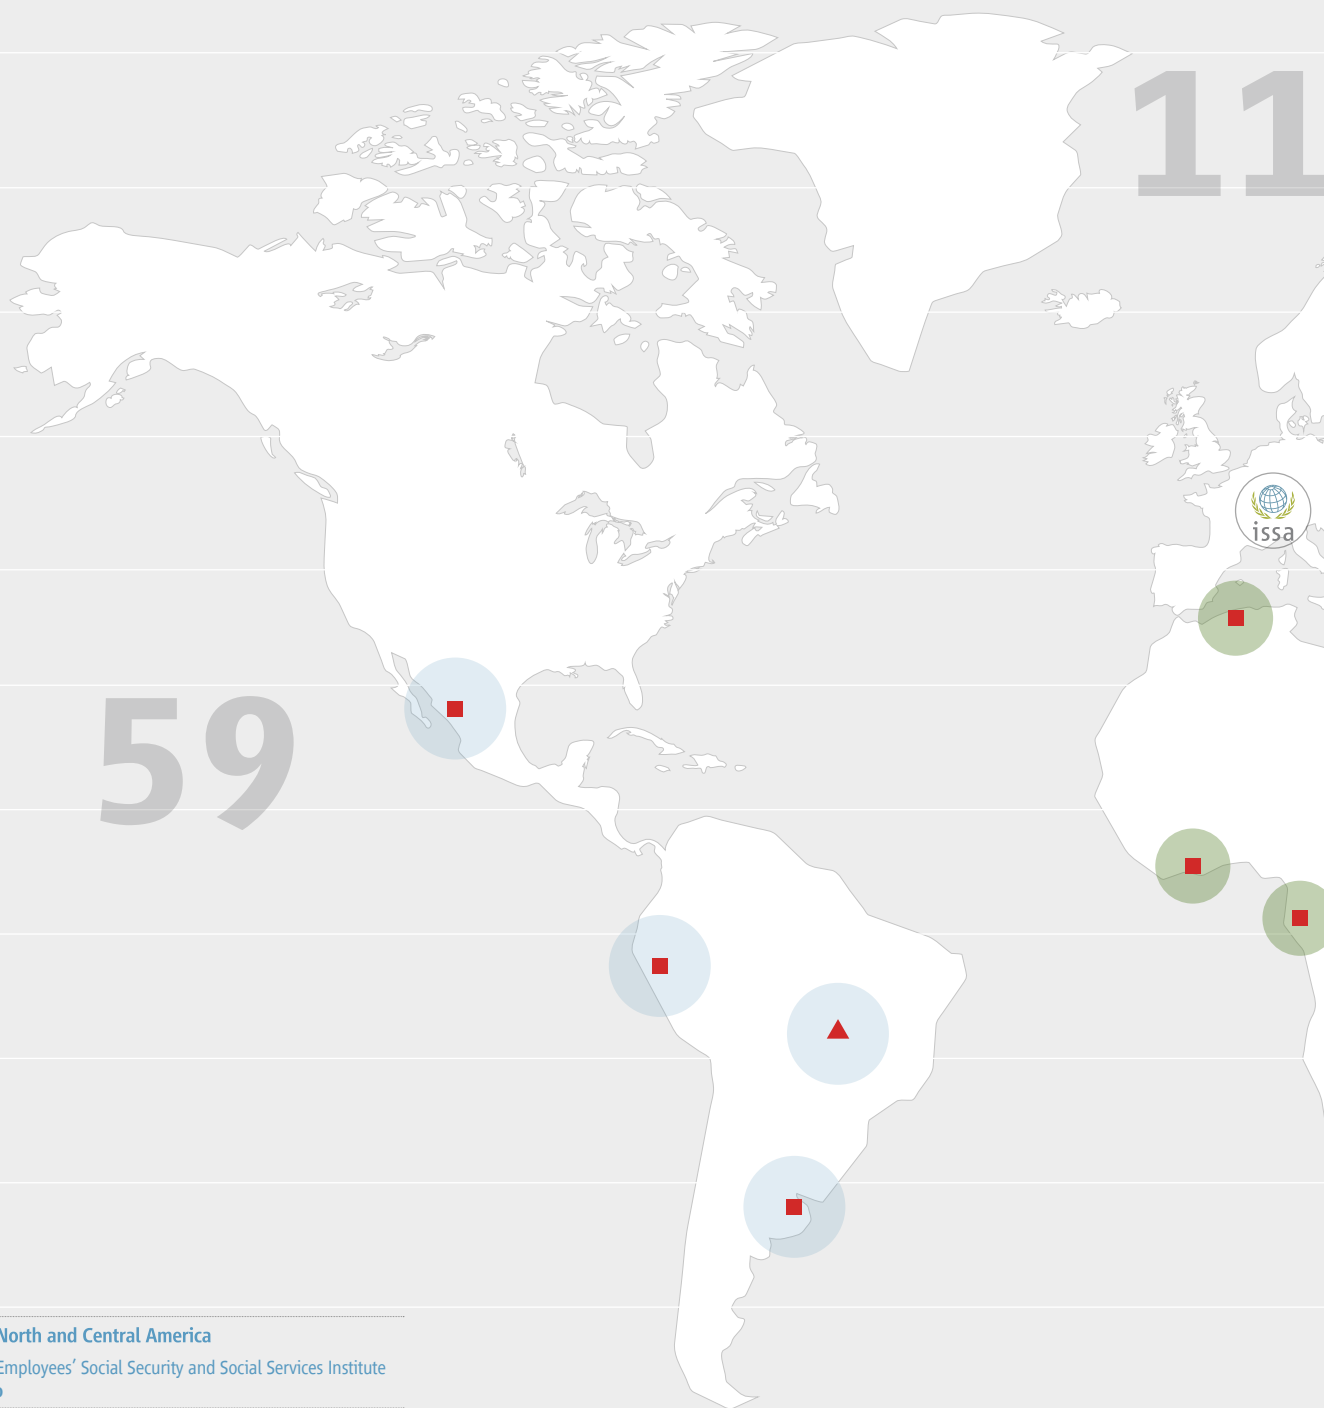 11
issa
59
North and Central America
Employees’ Social Security and Social Services Institute